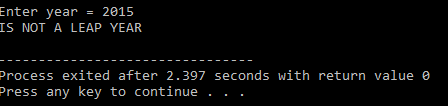 Enter year = 2015
IS NOT A LEAP YEAR
--------------------------------
Process exited after 2.397 seconds with return value 0
Press any key to continue . . .